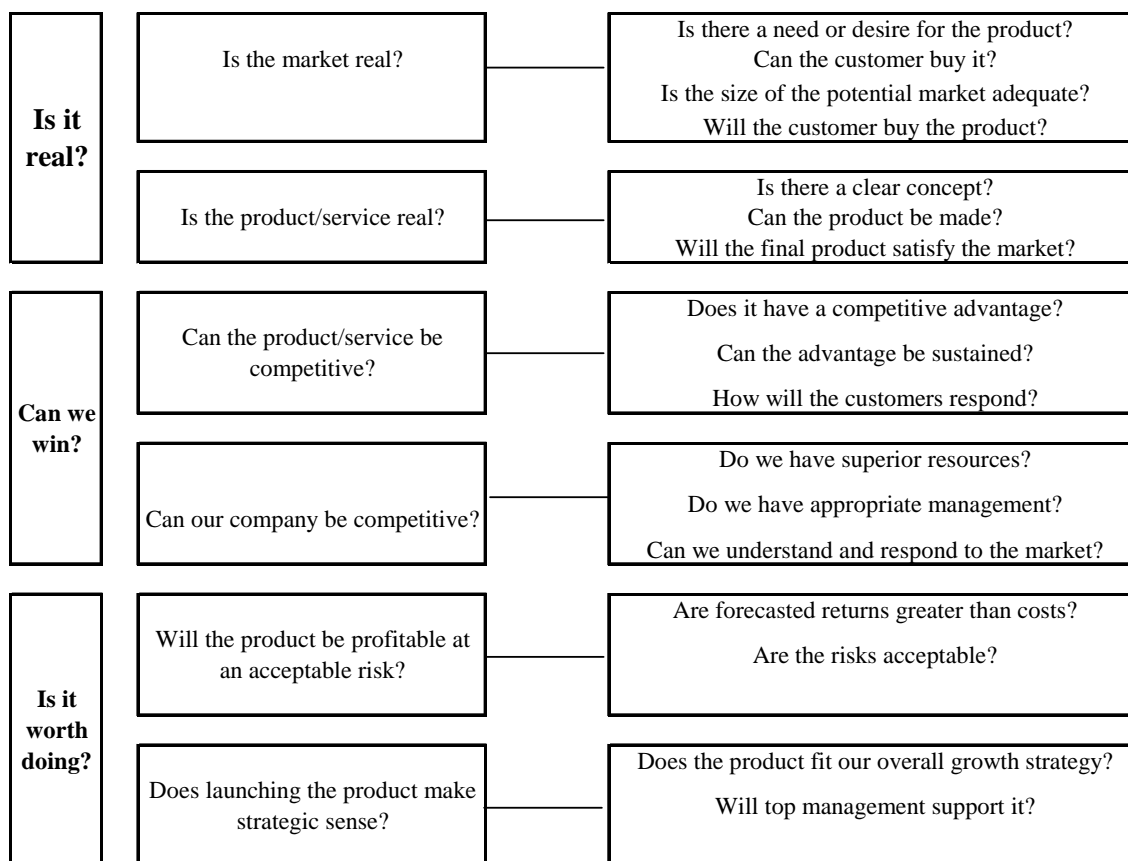 Is it
real?
Is the market real?
Is there a need or desire for the product?
Can the customer buy it?
Is the size of the potential market adequate?
Will the customer buy the product?
Is the product/service real?
Is there a clear concept?
Can the product be made?
Will the final product satisfy the market?
Can we
win?
Can the product/service be
competitive?
Does it have a competitive advantage?
Can the advantage be sustained?
How will the customers respond?
Can our company be competitive?
Do we have superior resources?
Do we have appropriate management?
Can we understand and respond to the market?
Is it
worth
doing?
Will the product be profitable at
an acceptable risk?
Are forecasted returns greater than costs?
Are the risks acceptable?
Does launching the product make
strategic sense?
Does the product fit our overall growth strategy?
Will top management support it?